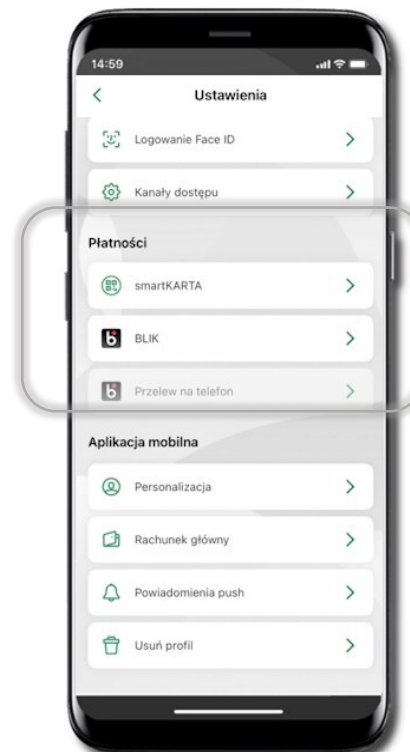 14:59
Ustawienia
Logowanie Face ID
Kanały dostępu
Płatności
smartKARTA
BLIK
Przelew na telefon
Aplikacja mobilna
Personalizacja
Rachunek główny
Powiadomienia push
Usuń profil